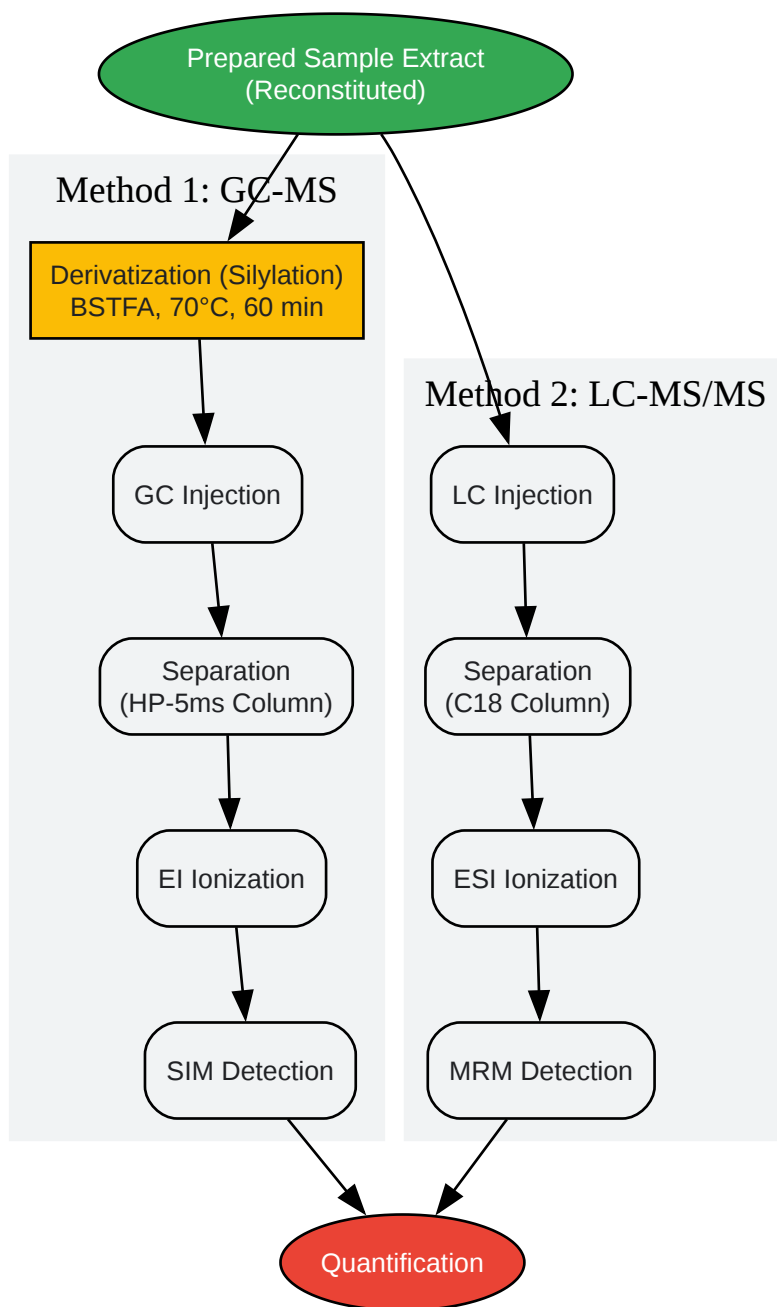 Prepared Sample Extract
(Reconstituted)
Method 1: GC-MS
Derivatization (Silylation)
BSTFA, 70°C, 60 min
GC Injection
Separation
(HP-5ms Column)
EI Ionization
SIM Detection
Method 2: LC-MS/MS
LC Injection
Separation
(C18 Column)
ESI Ionization
MRM Detection
Quantification